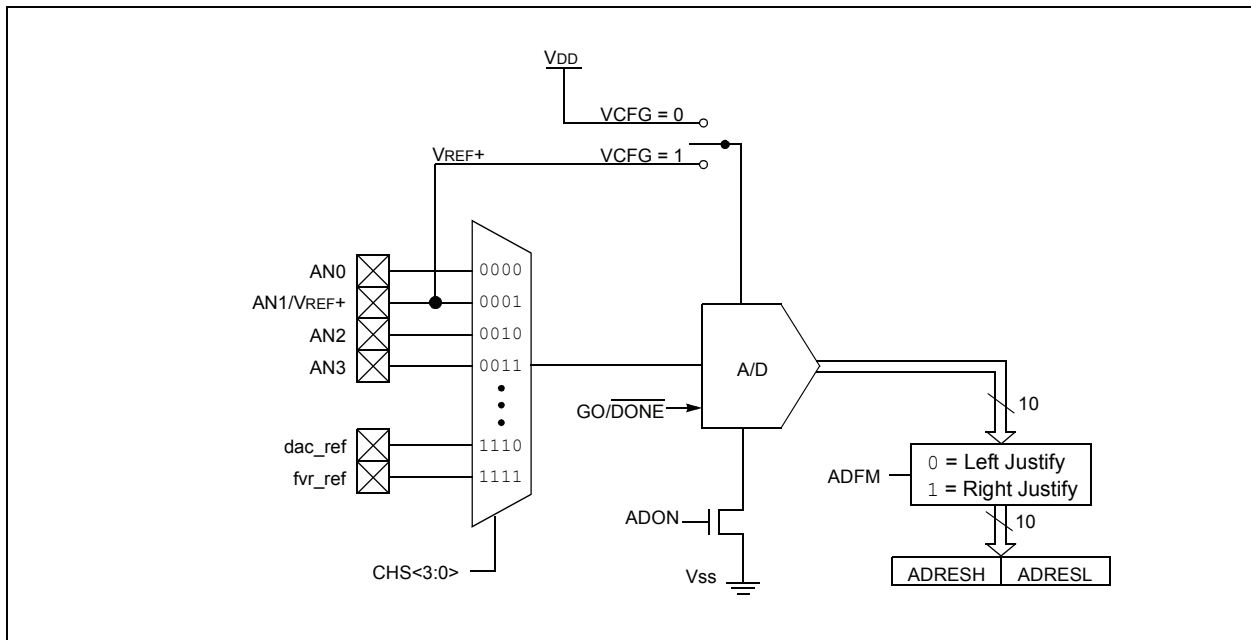 VDD
VCFG = 0
VREF+
VCFG = 1
AN0
0000
AN1/VREF+
0001
AN2
0010
AN3
0011
A/D
GO/DONE
10
dac_ref
1110
fvr_ref
1111
ADFM
0 = Left Justify
1 = Right Justify
ADON
10
CHS<3:0>
Vss
ADRESH
ADRESL